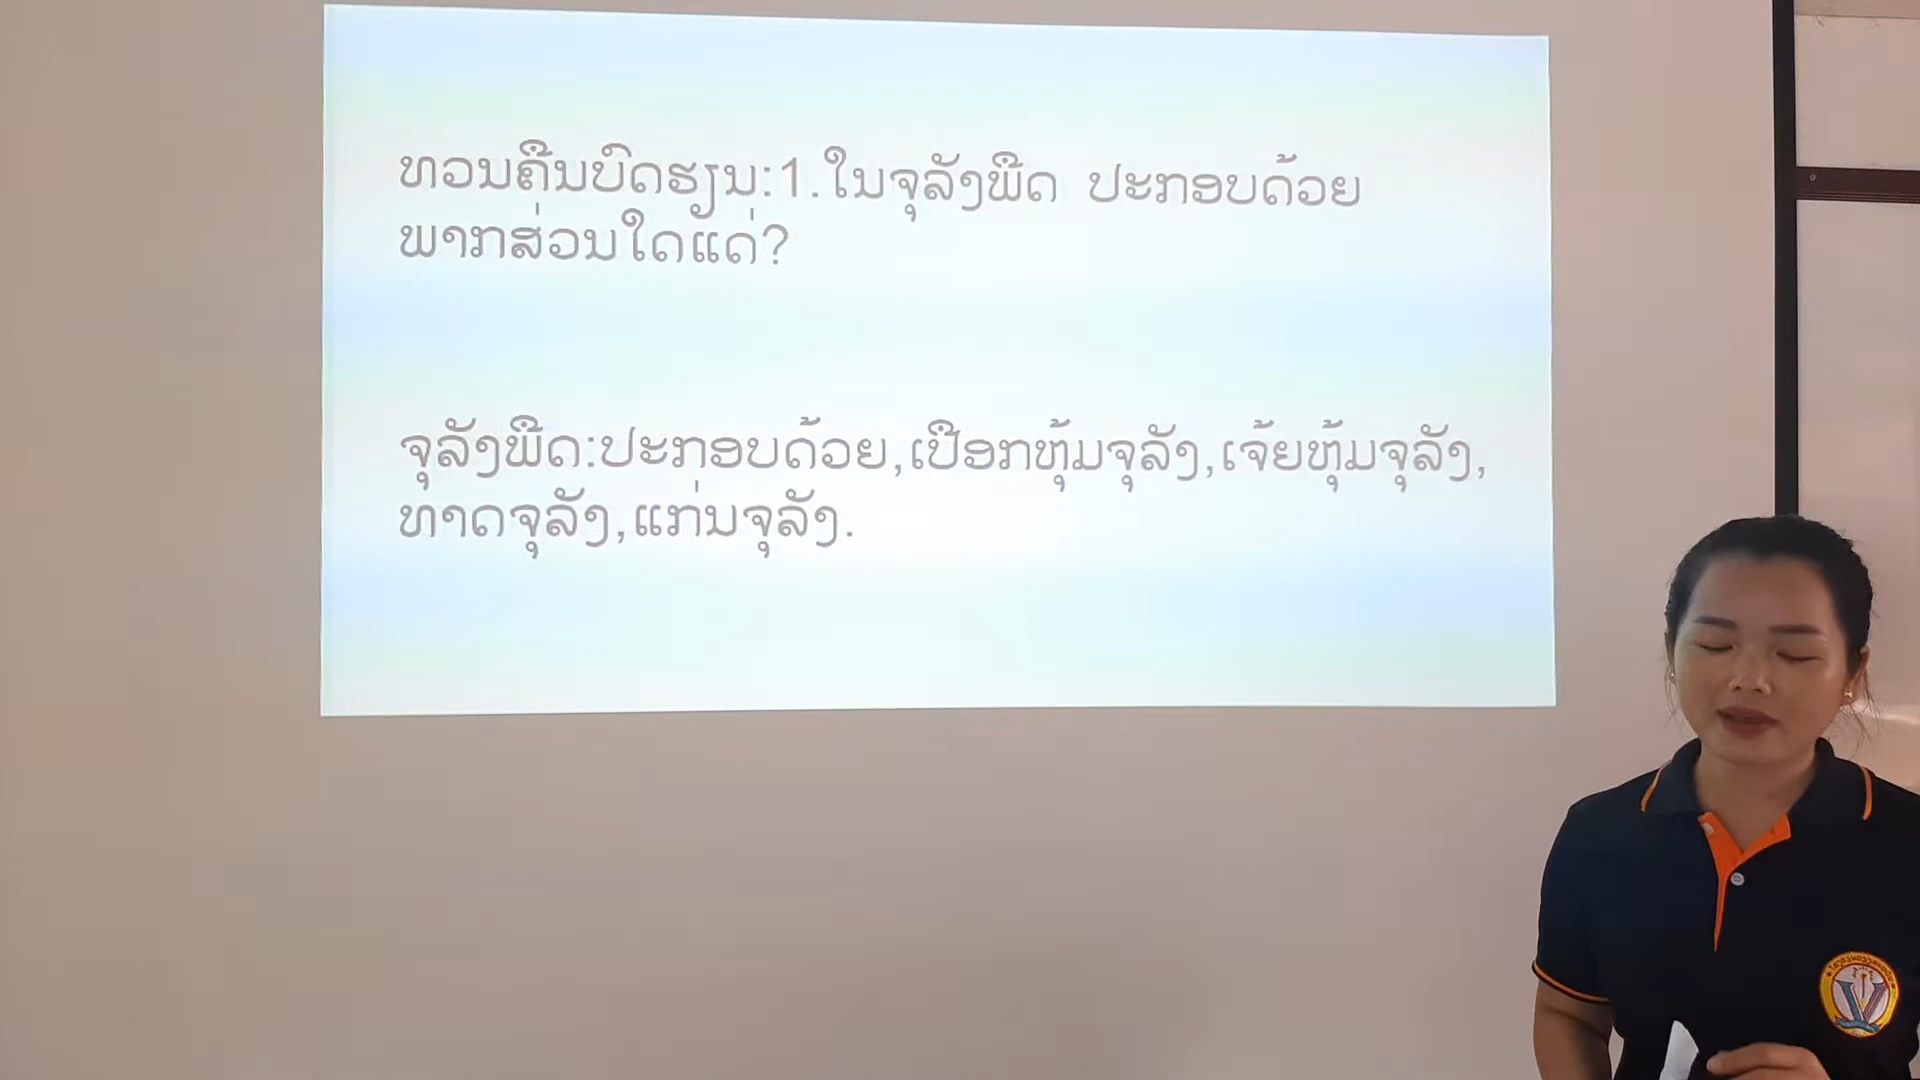 ທວນຄືນບົດຮຽນ:1.ໃນຈຸລັງພືດ ປະກອບດ້ວຍ
ພາກສ່ວນໃດແດ່?
ຈຸລັງພືດ:ປະກອບດ້ວຍ,ເປືອກຫຸ້ມຈຸລັງ,ເຈ້ຍຫຸ້ມຈຸລັງ,
ທາດຈຸລັງ,ແກ່ນຈຸລັງ.